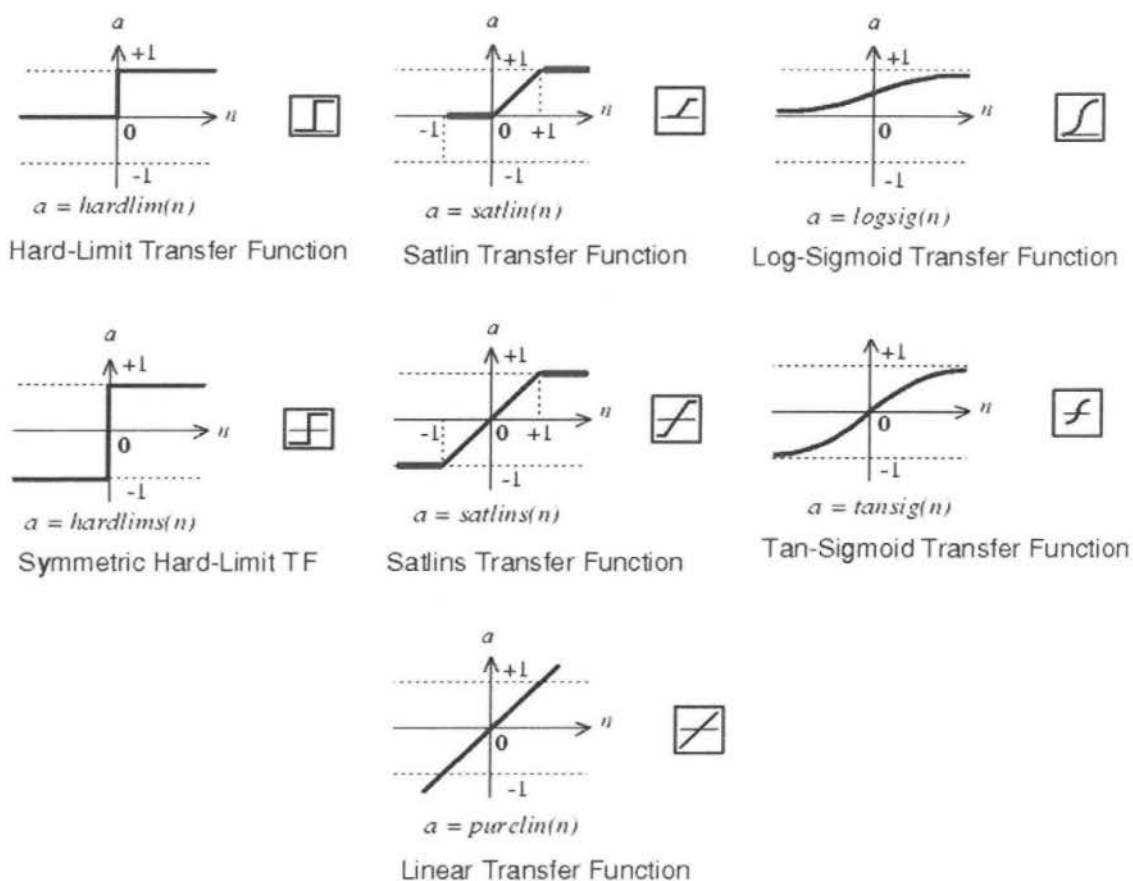 a a a
+1 +1 +1
n n n
0 -1 0 +1 0
-1 -1 -1
a = hardlim(n) a = satlin(n) a = logsig(n)
Hard-Limit Transfer Function Satlin Transfer Function Log-Sigmoid Transfer Function
a a
+1 +1 +1
n n n
0 -1 0 +1 0
-1 -1 -1
a = hardlims(n) a = satlins(n) a = tansig(n)
Symmetric Hard-Limit TF Satlins Transfer Function Tan-Sigmoid Transfer Function
a
+1
n
0
-1
a = purelin(n)
Linear Transfer Function